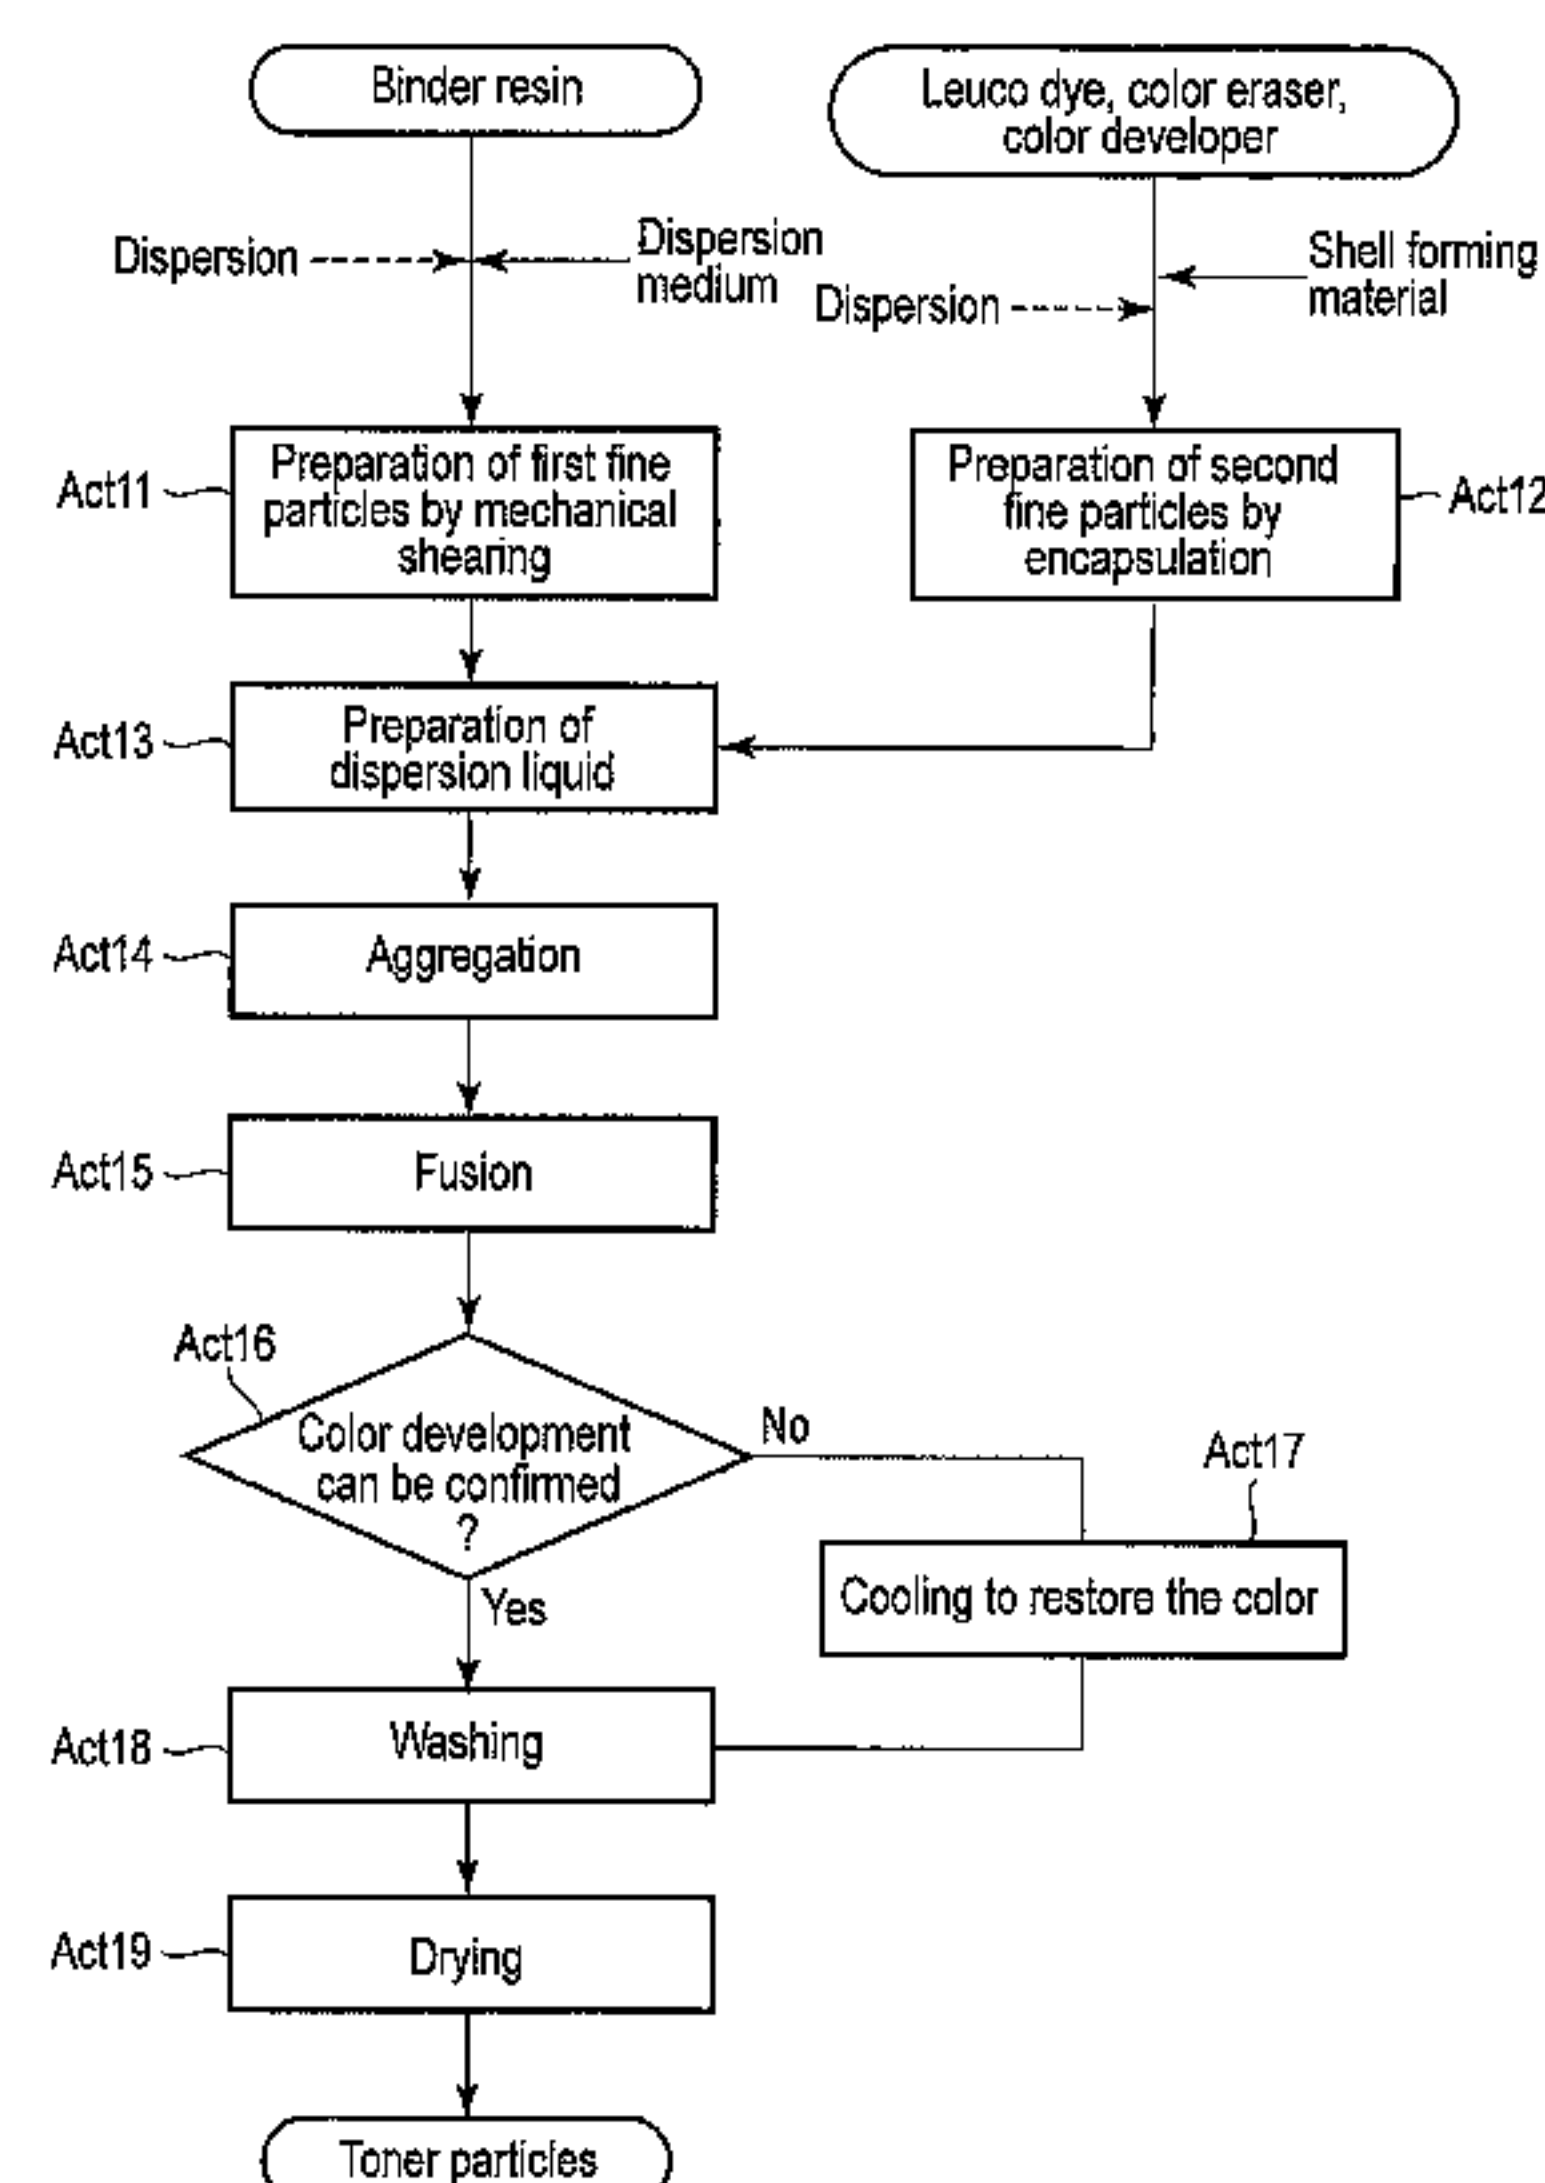 Binder resin
Leuco dye, color eraser,
color developer
Dispersion
Dispersion
medium
Shell forming
material
Dispersion
Act11
Preparation of first fine
particles by mechanical
shearing
Preparation of second
fine particles by
encapsulation
Act12
Act13
Preparation of
dispersion liquid
Act14
Aggregation
Act15
Fusion
Act16
Color development
can be confirmed
?
No
Act17
Cooling to restore the color
Yes
Act18
Washing
Act19
Drying
Toner particles